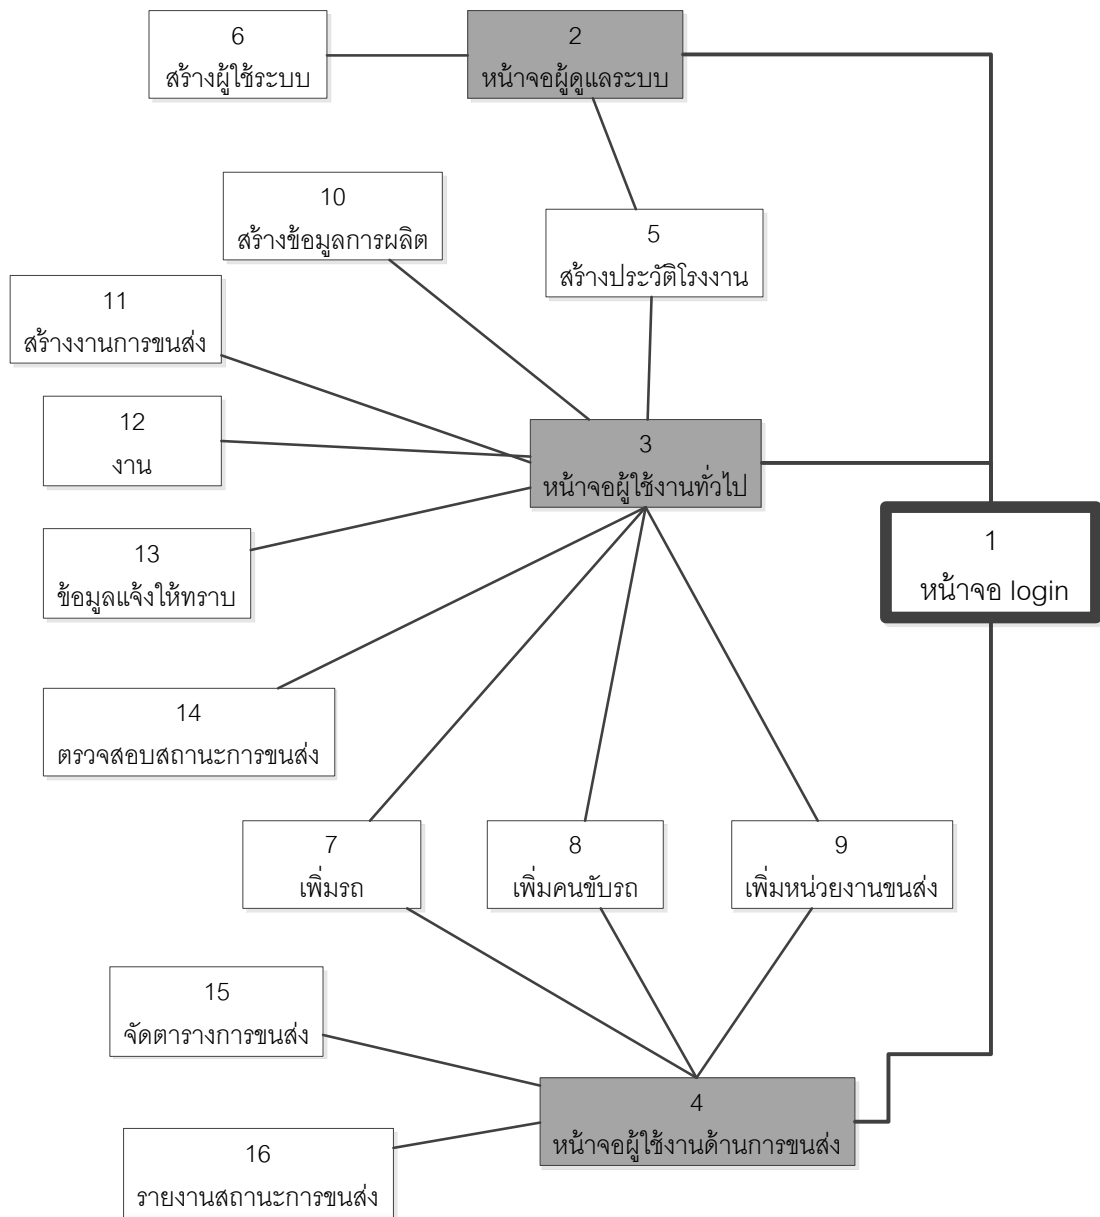 6
สร้างผู้ใช้ระบบ
2
หน้าจอผู้ดูแลระบบ
10
สร้างข้อมูลการผลิต
5
สร้างประวัติโรงงาน
11
สร้างงานการขนส่ง
12
งาน
3
หน้าจอผู้ใช้งานทั่วไป
13
ข้อมูลแจ้งให้ทราบ
1
หน้าจอ login
14
ตรวจสอบสถานะการขนส่ง
7
เพิ่มรถ
8
เพิ่มคนขับรถ
9
เพิ่มหน่วยงานขนส่ง
15
จัดตารางการขนส่ง
4
หน้าจอผู้ใช้งานด้านการขนส่ง
16
รายงานสถานะการขนส่ง